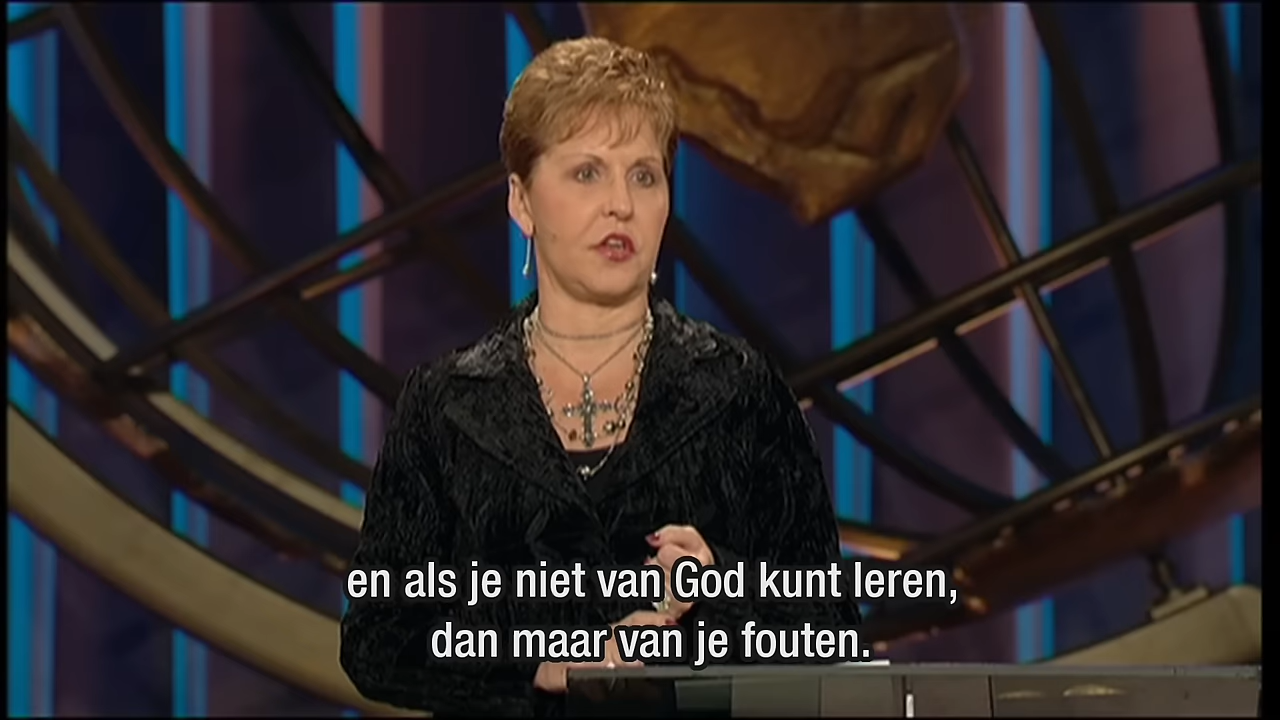 en als je niet van God kunt leren,
dan maar van je fouten.